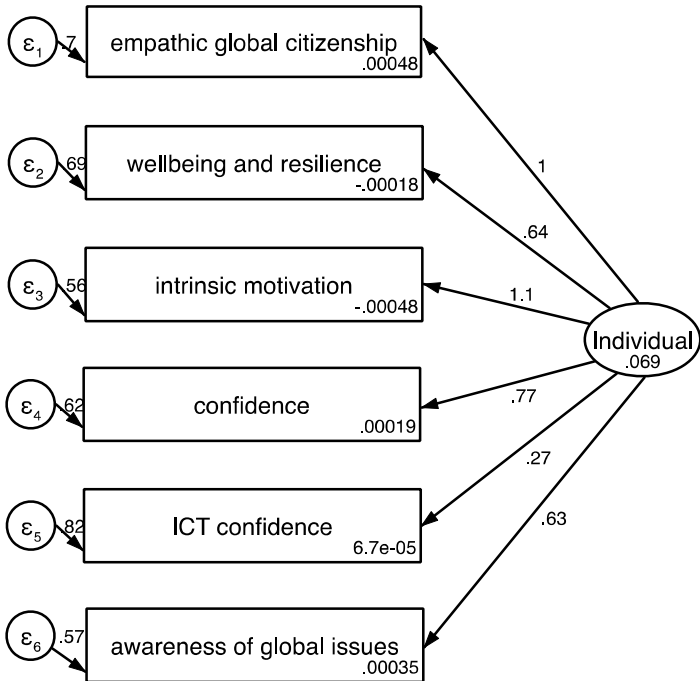 ε1
.7
empathic global citizenship
.00048
1
ε2
.69
wellbeing and resilience
-.00018
.64
ε3
.56
intrinsic motivation
-.00048
1.1
Individual
.069
ε4
.62
confidence
.00019
.77
ε5
.82
ICT confidence
6.7e-05
.27
ε6
.57
awareness of global issues
.00035
.63